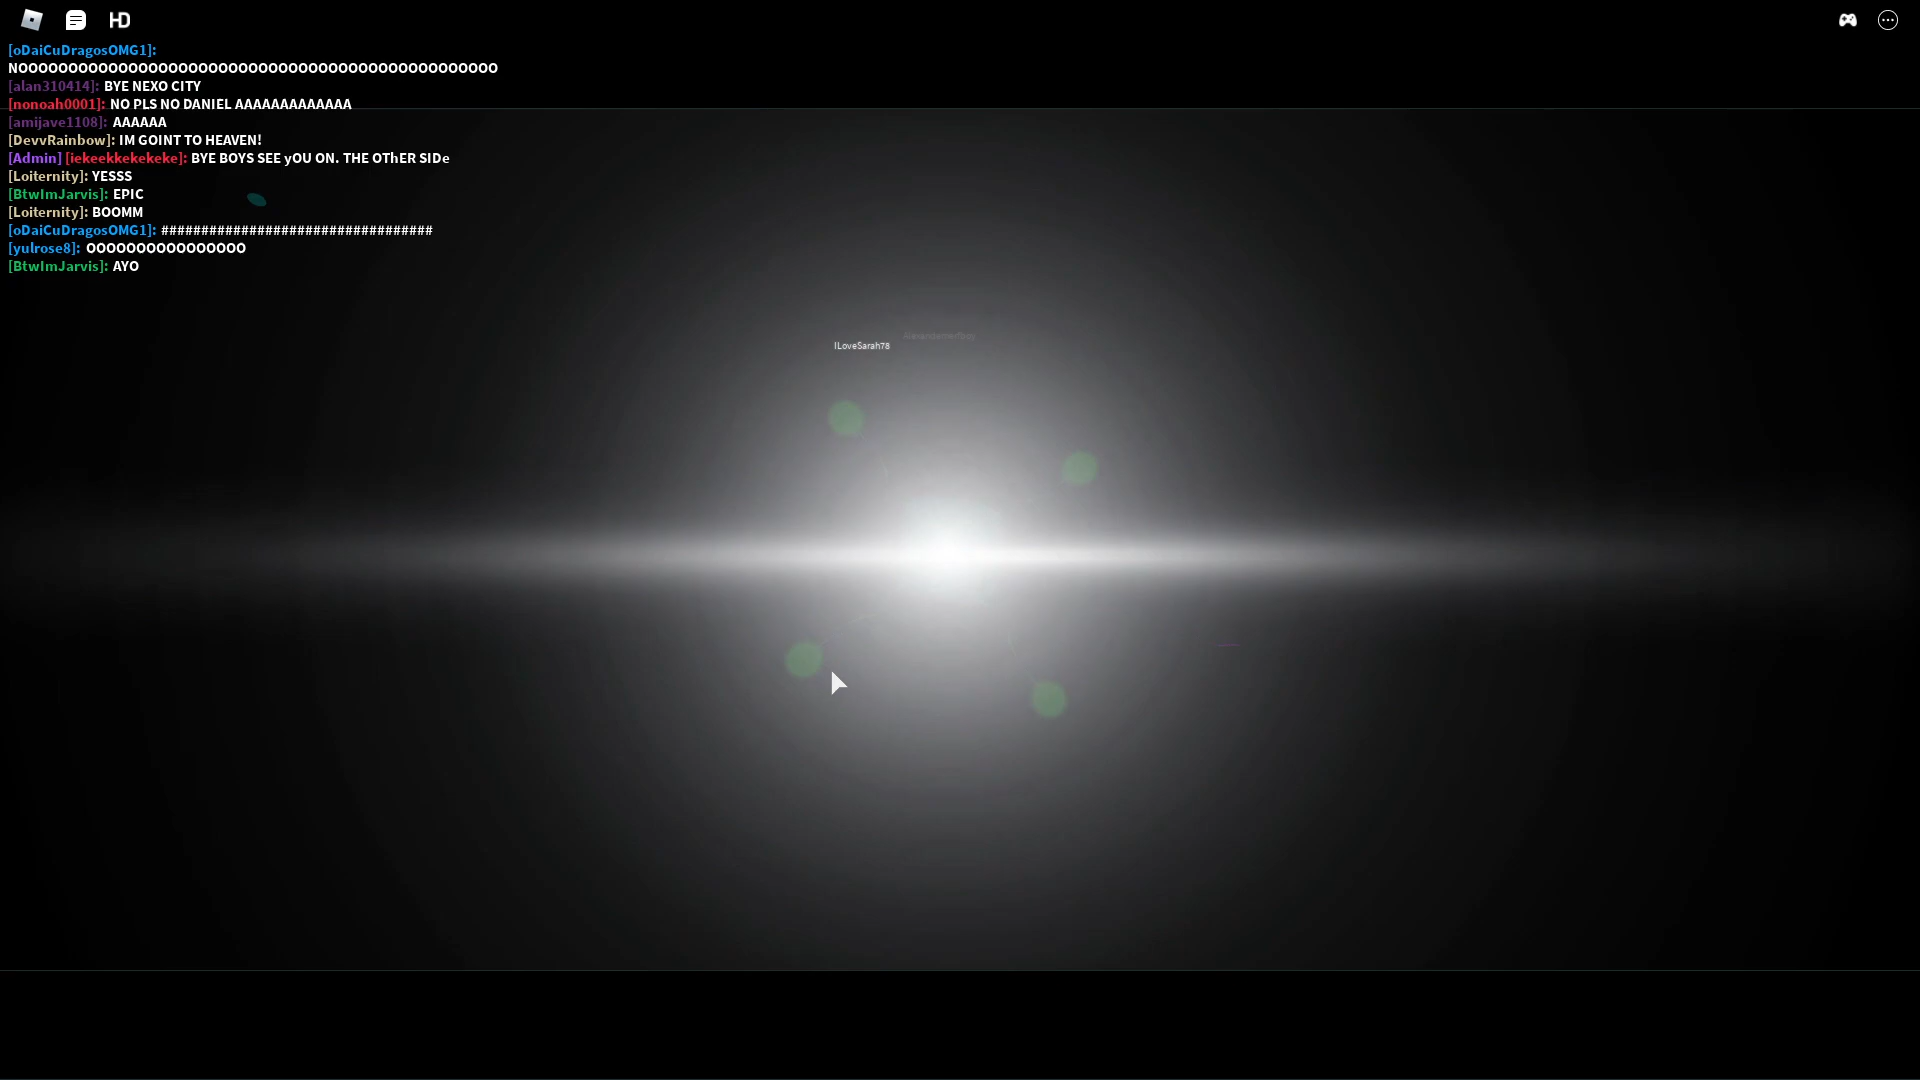 HD
[oDaiCuDragosOMG1]:
NOOOOOOOOOOOOOOOOOOOOOOOOOOOOOOOOOOOOOOOOOOOOOOOO
[alan310414]: BYE NEXO CITY
[nonoah0001]: NO PLS NO DANIEL AAAAAAAAAAAAA
[amijave1108]: AAAAAA
[DevvRainbow]: IM GOINT TO HEAVEN!
[Admin] [iekeekkekekeke]: BYE BOYS SEE yOU ON. THE OThER SIDe
[Loiternity]: YESSS
[BtwImJarvis]: EPIC
[Loiternity]: BOOMM
[oDaiCuDragosOMG1]: ##################################
[yulrose8]: OOOOOOOOOOOOOOOO
[BtwImJarvis]: AYO
ILoveSarah78